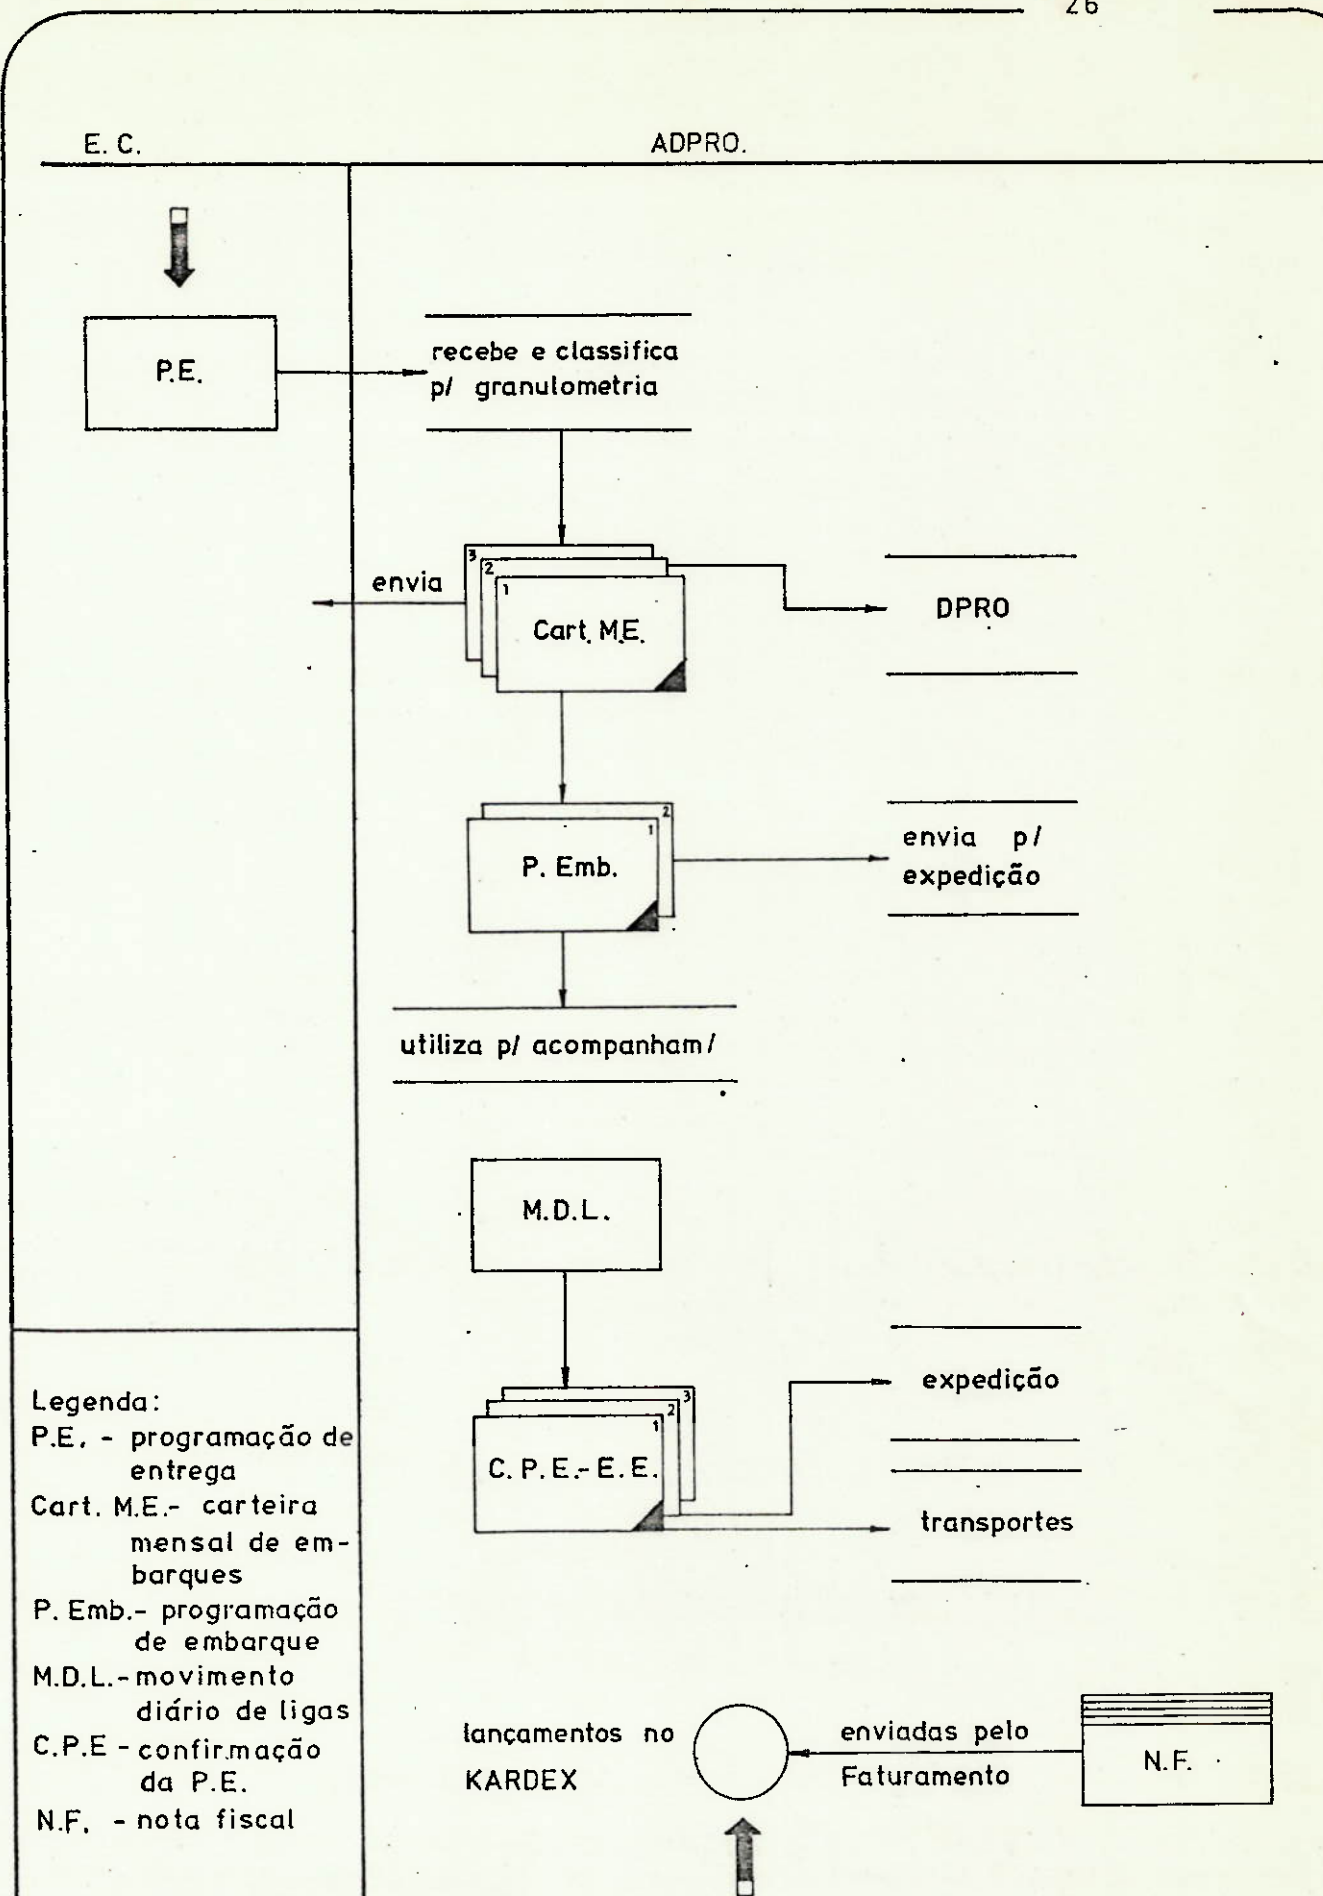 26
E. C.
ADPRO.
P.E.
recebe e classifica
p/ granulometria
3
2
1
envia
Cart. M.E.
DPRO
2
1
P. Emb.
envia p/
expedição
utiliza p/ acompanham/
M.D.L.
3
2
1
C. P. E.- E. E.
expedição
transportes
Legenda:
P.E. - programação de
entrega
Cart. M.E.- carteira
mensal de em-
barques
P. Emb.- programação
de embarque
M.D.L.- movimento
diário de ligas
C.P.E - confirmação
da P.E.
N.F. - nota fiscal
lançamentos no
KARDEX
enviadas pelo
Faturamento
N.F.